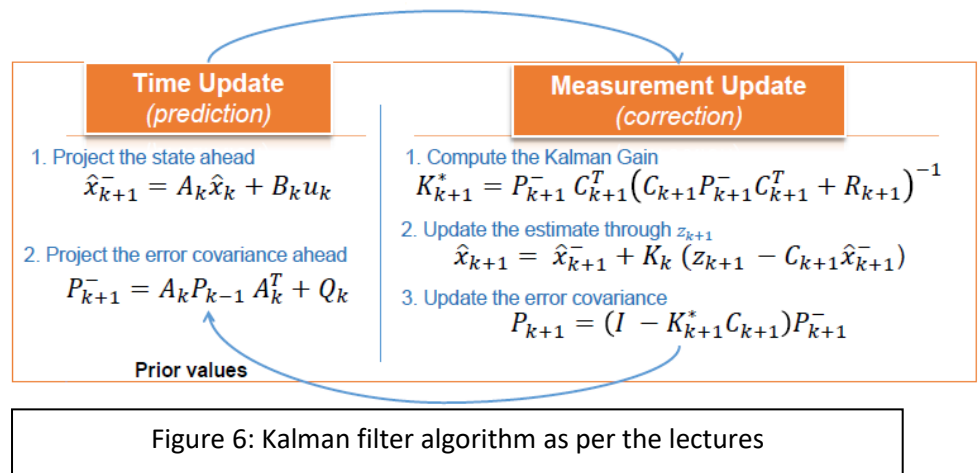 Time Update
(prediction)
1. Project the state ahead
x̂⁻ₖ₊₁ = Aₖx̂ₖ + Bₖuₖ
2. Project the error covariance ahead
P⁻ₖ₊₁ = AₖPₖ₋₁ Aₖᵀ + Qₖ
Prior values
Measurement Update
(correction)
1. Compute the Kalman Gain
K*ₖ₊₁ = P⁻ₖ₊₁ Cᵀₖ₊₁(Cₖ₊₁P⁻ₖ₊₁Cᵀₖ₊₁ + Rₖ₊₁)⁻¹
2. Update the estimate through zₖ₊₁
x̂ₖ₊₁ = x̂⁻ₖ₊₁ + Kₖ (zₖ₊₁ − Cₖ₊₁x̂⁻ₖ₊₁)
3. Update the error covariance
Pₖ₊₁ = (I − K*ₖ₊₁Cₖ₊₁)P⁻ₖ₊₁
Figure 6: Kalman filter algorithm as per the lectures